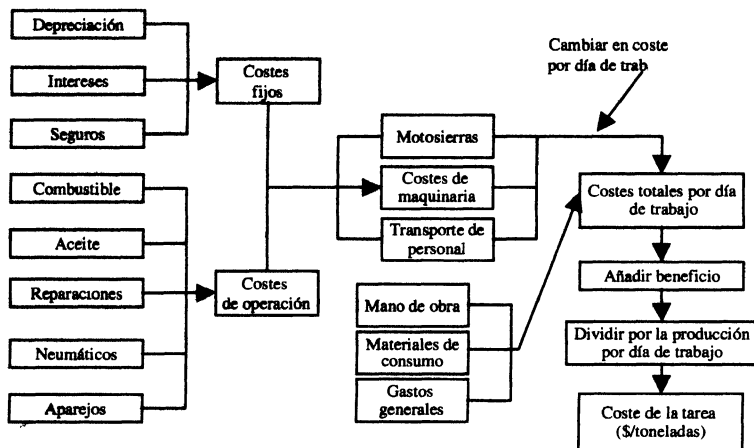 Depreciación
Intereses
Seguros
Combustible
Aceite
Reparaciones
Neumáticos
Aparejos
Costes
fijos
Costes
de operación
Motosierras
Costes de
maquinaria
Transporte de
personal
Mano de obra
Materiales de
consumo
Gastos
generales
Cambiar en coste
por día de trab
Costes totales por día
de trabajo
Añadir beneficio
Dividir por la producción
por día de trabajo
Coste de la tarea
($/toneladas)